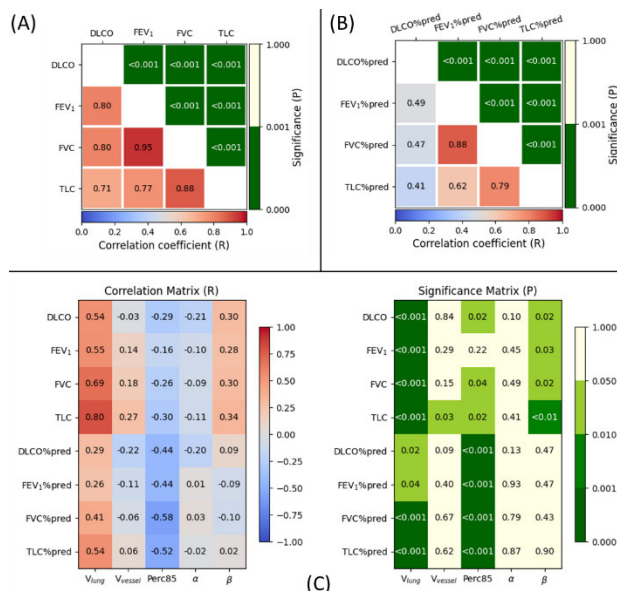 (A)
DLCO FEV₁ FVC TLC
DLCO <0.001 <0.001 <0.001
FEV₁ 0.80 <0.001 <0.001
FVC 0.80 0.95 <0.001
TLC 0.71 0.77 0.88
1.000
0.001
0.000
Significance (P)
0.0 0.2 0.4 0.6 0.8 1.0
Correlation coefficient (R)
(B)
DLCO%pred FEV₁%pred FVC%pred TLC%pred
DLCO%pred <0.001 <0.001 <0.001
FEV₁%pred 0.49 <0.001 <0.001
FVC%pred 0.47 0.88 <0.001
TLC%pred 0.41 0.62 0.79
1.000
0.001
0.000
Significance (P)
0.0 0.2 0.4 0.6 0.8 1.0
Correlation coefficient (R)
Correlation Matrix (R)
DLCO 0.54 -0.03 -0.29 -0.21 0.30
FEV₁ 0.55 0.14 -0.16 -0.10 0.28
FVC 0.69 0.18 -0.26 -0.09 0.30
TLC 0.80 0.27 -0.30 -0.11 0.34
DLCO%pred 0.29 -0.22 -0.44 -0.20 0.09
FEV₁%pred 0.26 -0.11 -0.44 0.01 -0.09
FVC%pred 0.41 -0.06 -0.58 0.03 -0.10
TLC%pred 0.54 0.06 -0.52 -0.02 0.02
V_lung V_vessel Perc85 α β
1.00
0.75
0.50
0.25
0.00
-0.25
-0.50
-0.75
-1.00
Significance Matrix (P)
DLCO <0.001 0.84 0.02 0.10 0.02
FEV₁ <0.001 0.29 0.22 0.45 0.03
FVC <0.001 0.15 0.04 0.49 0.02
TLC <0.001 0.03 0.02 0.41 <0.01
DLCO%pred 0.02 0.09 <0.001 0.13 0.47
FEV₁%pred 0.04 0.40 <0.001 0.93 0.47
FVC%pred <0.001 0.67 <0.001 0.79 0.43
TLC%pred <0.001 0.62 <0.001 0.87 0.90
V_lung V_vessel Perc85 α β
1.000
0.050
0.010
0.001
0.000
(C)